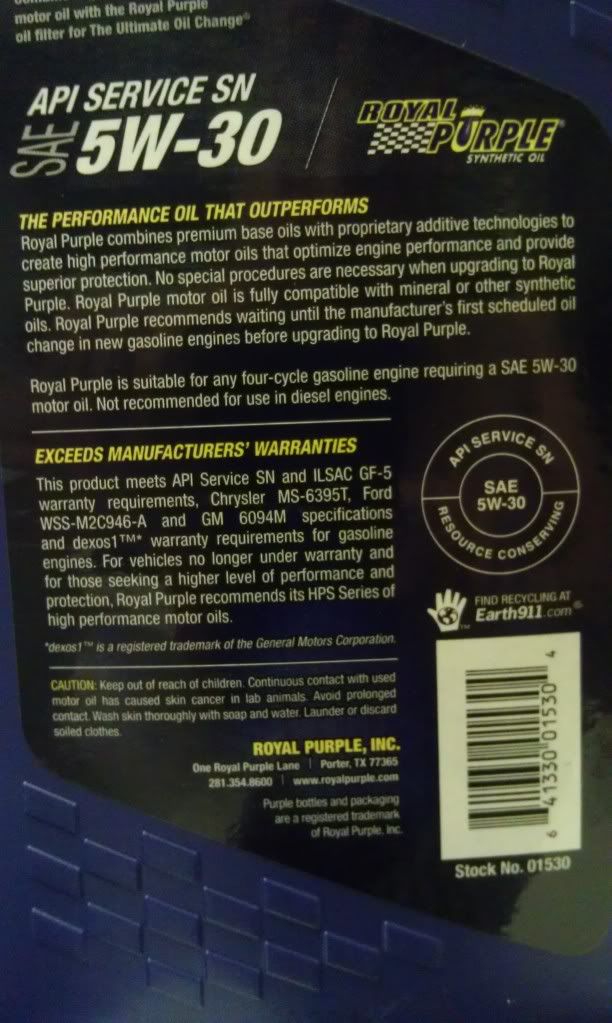 motor oil with the Royal Purple
oil filter for The Ultimate Oil Change®
API SERVICE SN
SAE 5W-30
ROYAL PURPLE®
SYNTHETIC OIL
THE PERFORMANCE OIL THAT OUTPERFORMS
Royal Purple combines premium base oils with proprietary additive technologies to
create high performance motor oils that optimize engine performance and provide
superior protection. No special procedures are necessary when upgrading to Royal
Purple. Royal Purple motor oil is fully compatible with mineral or other synthetic
oils. Royal Purple recommends waiting until the manufacturer's first scheduled oil
change in new gasoline engines before upgrading to Royal Purple.
Royal Purple is suitable for any four-cycle gasoline engine requiring a SAE 5W-30
motor oil. Not recommended for use in diesel engines.
EXCEEDS MANUFACTURERS' WARRANTIES
This product meets API Service SN and ILSAC GF-5
warranty requirements, Chrysler MS-6395T, Ford
WSS-M2C946-A and GM 6094M specifications
and dexos1™* warranty requirements for gasoline
engines. For vehicles no longer under warranty and
for those seeking a higher level of performance and
protection, Royal Purple recommends its HPS Series of
high performance motor oils.
*dexos1™ is a registered trademark of the General Motors Corporation.
API SERVICE SN
SAE
5W-30
RESOURCE CONSERVING
FIND RECYCLING AT
Earth911.com®
CAUTION: Keep out of reach of children. Continuous contact with used
motor oil has caused skin cancer in lab animals. Avoid prolonged
contact. Wash skin thoroughly with soap and water. Launder or discard
soiled clothes.
ROYAL PURPLE, INC.
One Royal Purple Lane | Porter, TX 77365
281.354.8600 | www.royalpurple.com
Purple bottles and packaging
are a registered trademark
of Royal Purple, Inc.
6 41330 01530 4
Stock No. 01530